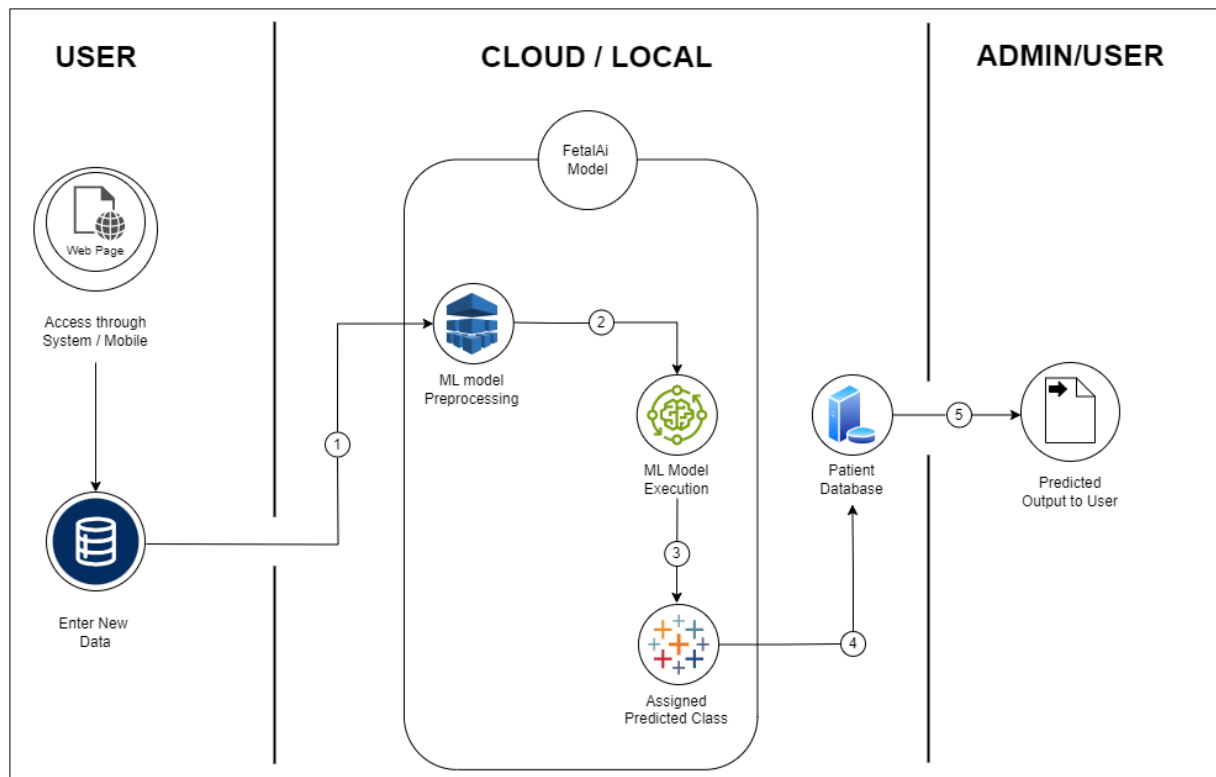 USER
CLOUD / LOCAL
ADMIN/USER
FetalAi
Model
Web Page
Access through
System / Mobile
1
2
ML model
Preprocessing
ML Model
Execution
3
Assigned
Predicted Class
4
Patient
Database
5
Predicted
Output to User
Enter New
Data